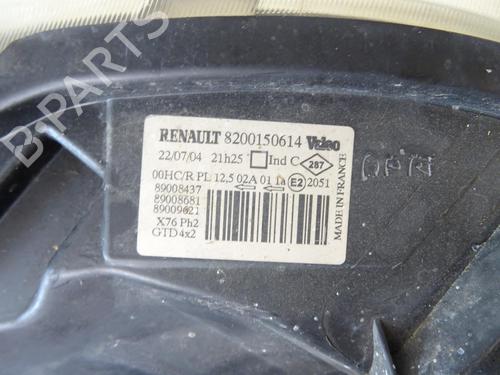 B-PARTS
RENAULT 8200150614 Valeo
22/07/04 21h25 Ind C 287
00HC/R PL 12,5 02A 01 1a E2 2051
89008437
89008681
89009621
X76 Ph2
GTD 4x2
MADE IN FRANCE